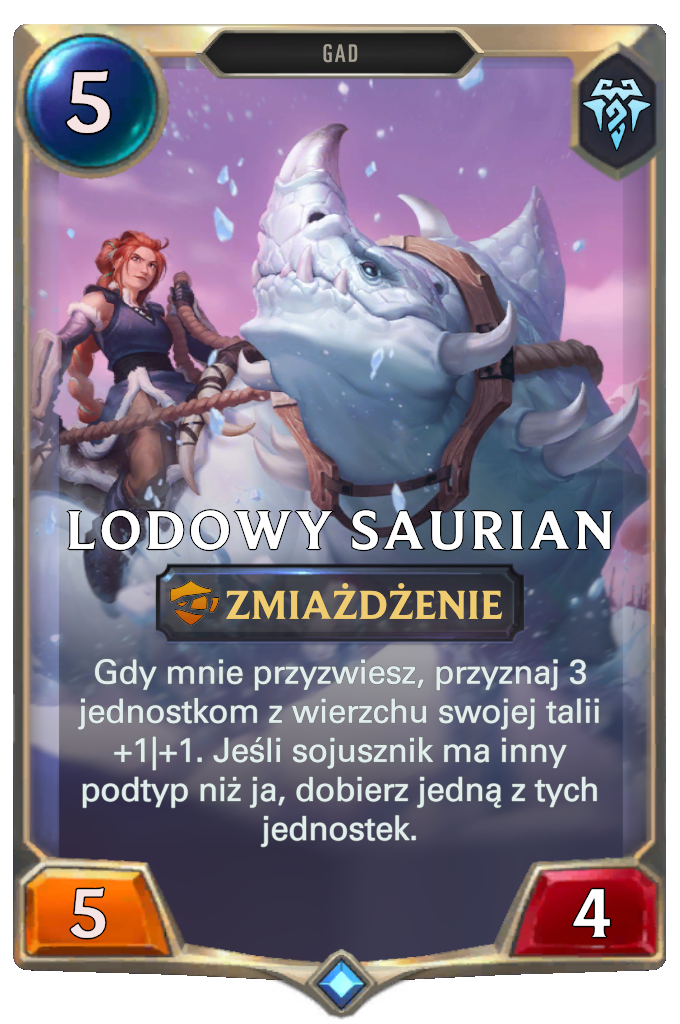 5
GAD
LODOWY SAURIAN
ZMIAŻDŻENIE
Gdy mnie przyzwiesz, przyznaj 3
jednostkom z wierzchu swojej talii
+1|+1. Jeśli sojusznik ma inny
podtyp niż ja, dobierz jedną z tych
jednostek.
5
4